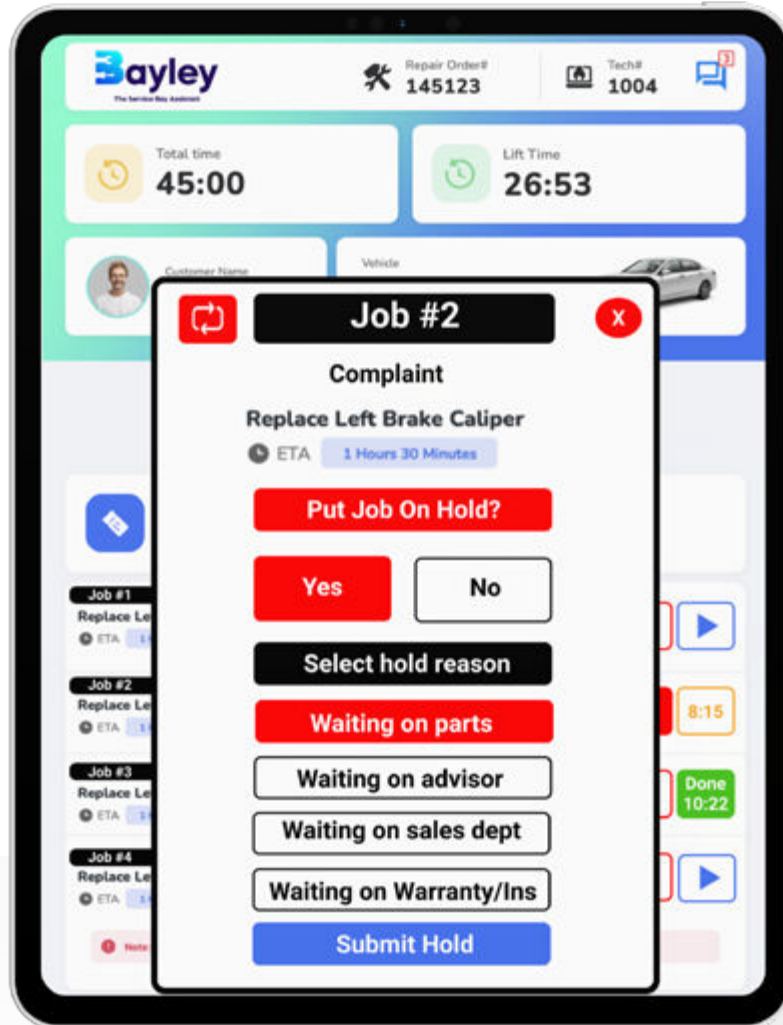 Bayley
The Service Bay Assistant
Repair Order#
145123
Tech#
1004
3
Total time
45:00
Lift Time
26:53
Customer Name
Vehicle
Job #2
X
Complaint
Replace Left Brake Caliper
ETA 1 Hours 30 Minutes
Put Job On Hold?
Yes No
Select hold reason
Waiting on parts
Waiting on advisor
Waiting on sales dept
Waiting on Warranty/Ins
Submit Hold
Job #1
Replace Le
ETA 1
Job #2
Replace Le
ETA 1
8:15
Job #3
Replace Le
ETA 1
Done
10:22
Job #4
Replace Le
ETA 1
Note